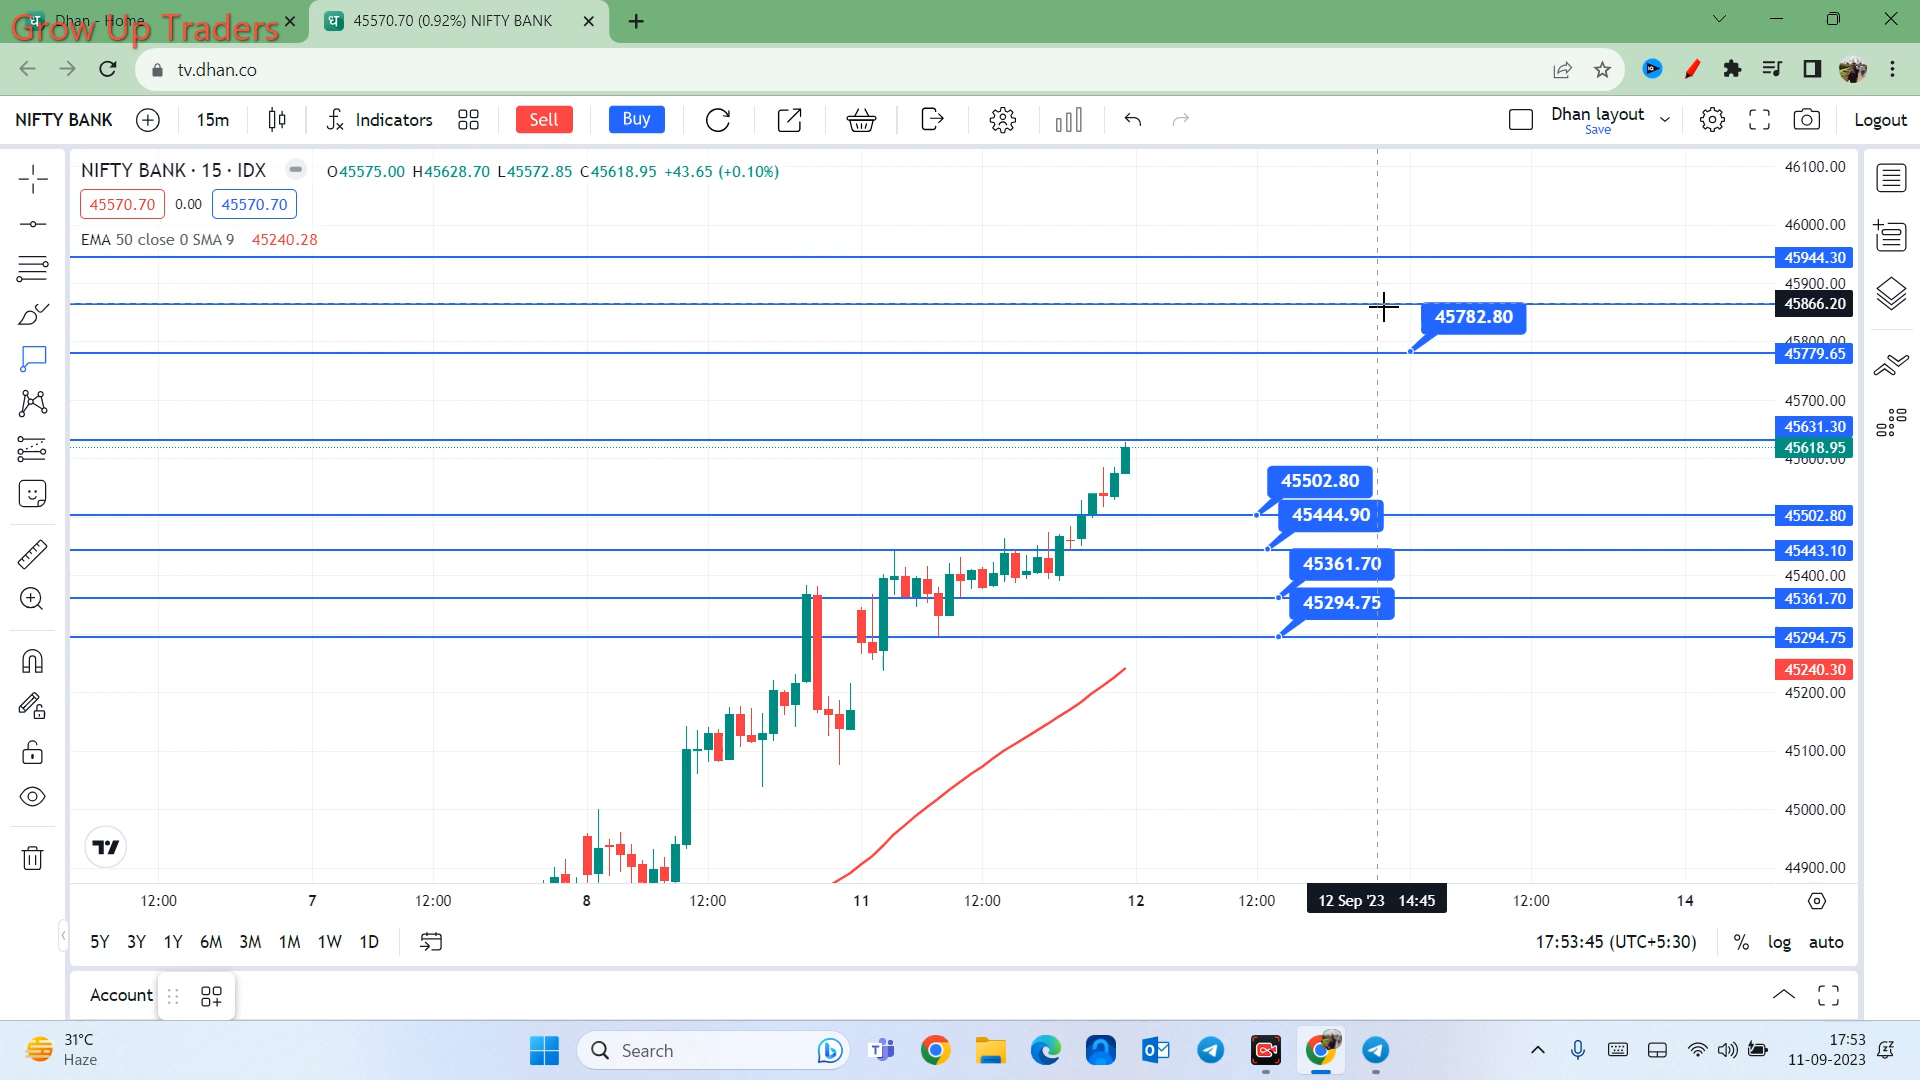 Grow Up Traders
Dhan - Home
45570.70 (0.92%) NIFTY BANK
tv.dhan.co
NIFTY BANK 15m Indicators Sell Buy Dhan layout Save Logout
NIFTY BANK · 15 · IDX O45575.00 H45628.70 L45572.85 C45618.95 +43.65 (+0.10%)
45570.70 0.00 45570.70
EMA 50 close 0 SMA 9 45240.28
46100.00
46000.00
45944.30
45900.00
45866.20
45782.80
45800.00
45779.65
45700.00
45631.30
45618.95
45600.00
45502.80
45502.80
45444.90
45443.10
45361.70
45400.00
45361.70
45294.75
45294.75
45240.30
45200.00
45100.00
45000.00
44900.00
12:00 7 12:00 8 12:00 11 12:00 12 12:00 12 Sep '23 14:45 12:00 14
5Y 3Y 1Y 6M 3M 1M 1W 1D 17:53:45 (UTC+5:30) % log auto
Account
31°C
Haze
Search
17:53
11-09-2023